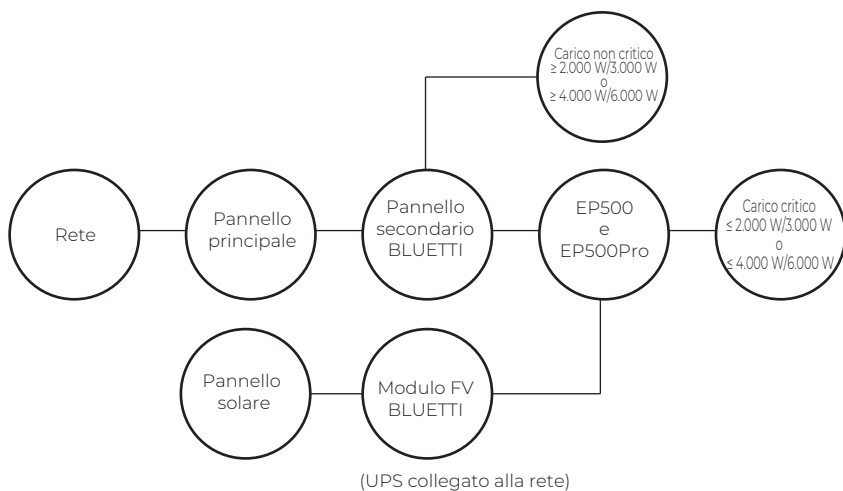 Carico non critico
≥ 2.000 W/3.000 W
o
≥ 4.000 W/6.000 W
Rete
Pannello
principale
Pannello
secondario
BLUETTI
EP500
e
EP500Pro
Carico critico
≤ 2.000 W/3.000 W
o
≤ 4.000 W/6.000 W
Pannello
solare
Modulo FV
BLUETTI
(UPS collegato alla rete)